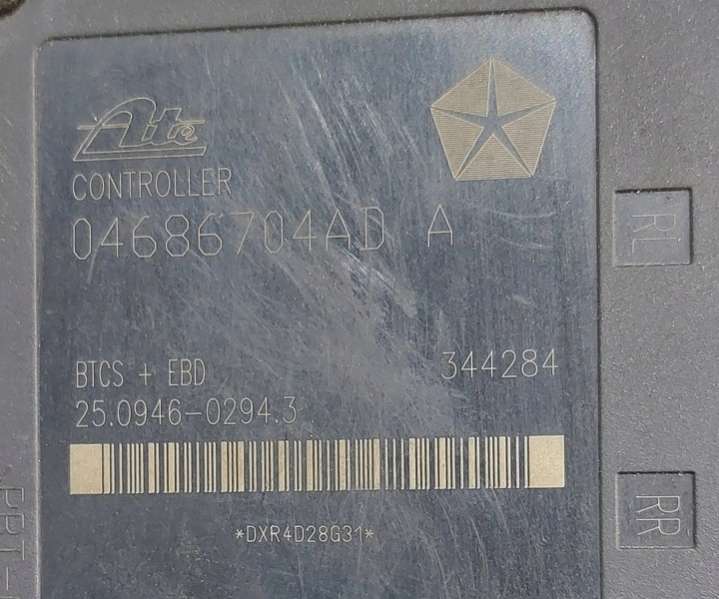 Ate
CONTROLLER
04686704AD A
BTCS + EBD 344284
25.0946-0294.3
*DXR4D28G31*
RL
RR